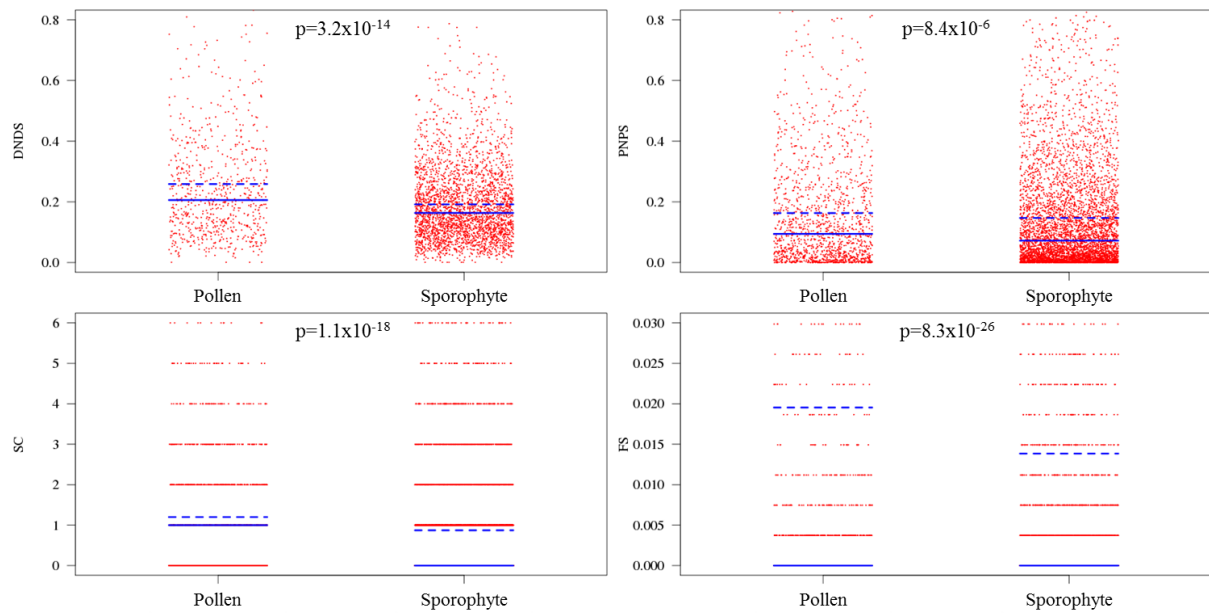 p=3.2x10⁻¹⁴
0.8
0.6
0.4
0.2
0.0
DNDS
Pollen
Sporophyte
p=8.4x10⁻⁶
0.8
0.6
0.4
0.2
0.0
PNPS
Pollen
Sporophyte
p=1.1x10⁻¹⁸
6
5
4
3
2
1
0
SC
Pollen
Sporophyte
p=8.3x10⁻²⁶
0.030
0.025
0.020
0.015
0.010
0.005
0.000
FS
Pollen
Sporophyte